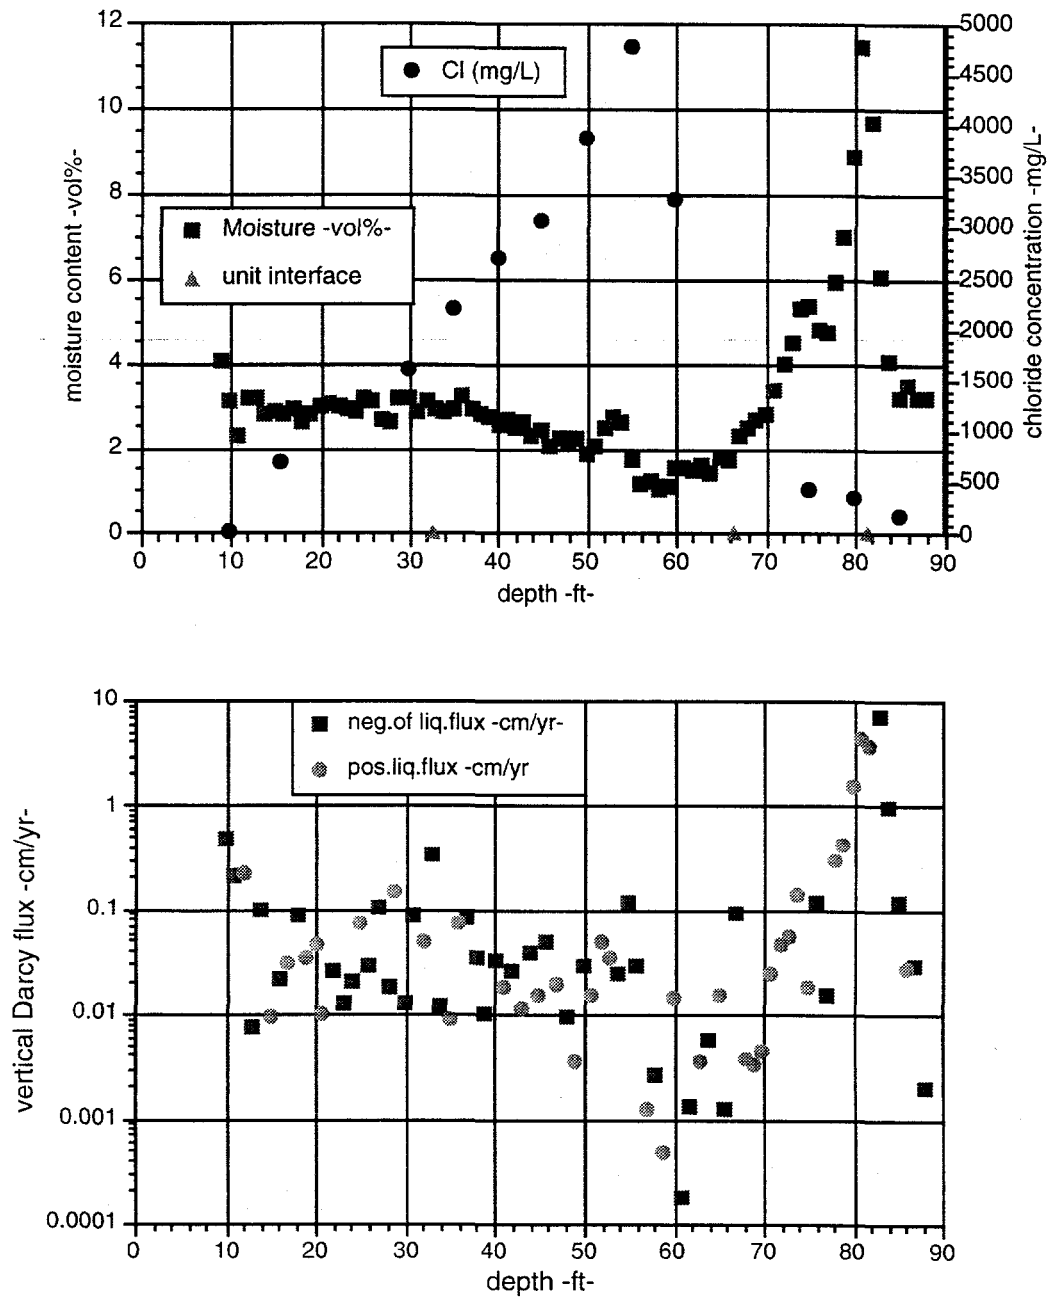 12
10
8
6
4
2
0
moisture content -vol%-
Cl (mg/L)
Moisture -vol%-
unit interface
5000
4500
4000
3500
3000
2500
2000
1500
1000
500
0
chloride concentration -mg/L-
0 10 20 30 40 50 60 70 80 90
depth -ft-
10
1
0.1
0.01
0.001
0.0001
vertical Darcy flux -cm/yr-
neg.of liq.flux -cm/yr-
pos.liq.flux -cm/yr
0 10 20 30 40 50 60 70 80 90
depth -ft-